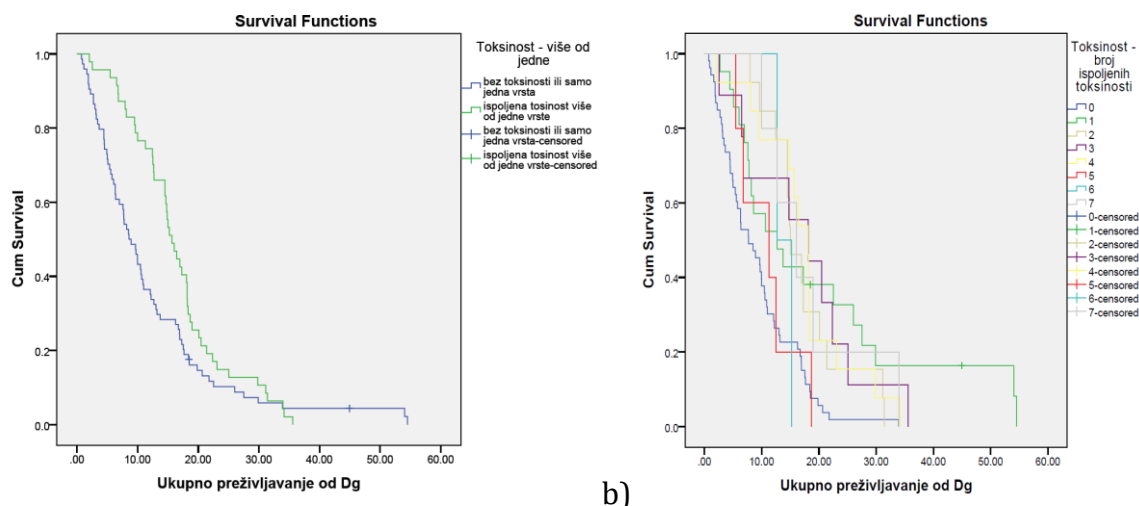 Survival Functions
Cum Survival
1.0
0.8
0.6
0.4
0.2
0.0
.00 10.00 20.00 30.00 40.00 50.00 60.00
Ukupno preživljavanje od Dg
Toksinost - više od
jedne
bez toksinosti ili samo
jedna vrsta
ispoljena tosinost više
od jedne vrste
bez toksinosti ili samo
jedna vrsta-censored
ispoljena tosinost više
od jedne vrste-censored
b)
Survival Functions
Cum Survival
1.0
0.8
0.6
0.4
0.2
0.0
.00 10.00 20.00 30.00 40.00 50.00 60.00
Ukupno preživljavanje od Dg
Toksinost -
broj
ispoljenih
toksinosti
0
1
2
3
4
5
6
7
0-censored
1-censored
2-censored
3-censored
4-censored
5-censored
6-censored
7-censored